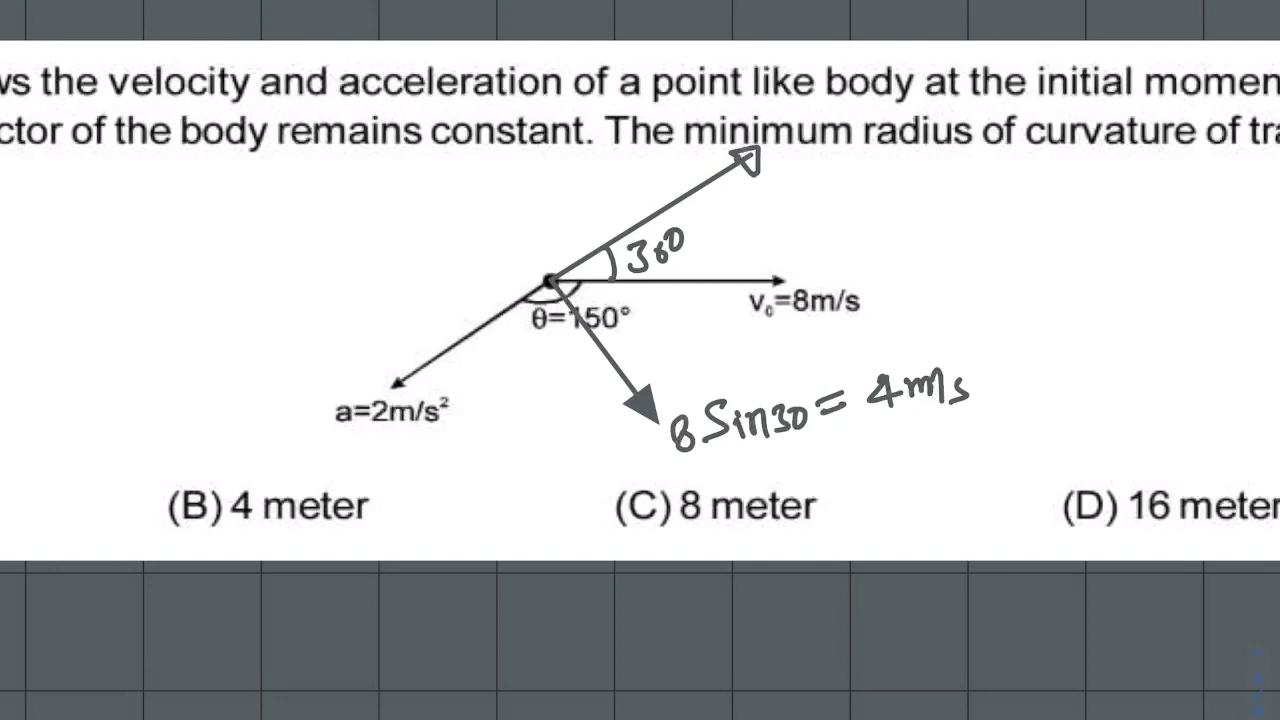 ws the velocity and acceleration of a point like body at the initial momen
ctor of the body remains constant. The minimum radius of curvature of tra
30
v₀=8m/s
θ=150°
a=2m/s²
8 Sin30 = 4 m/s
(B) 4 meter (C) 8 meter (D) 16 meter